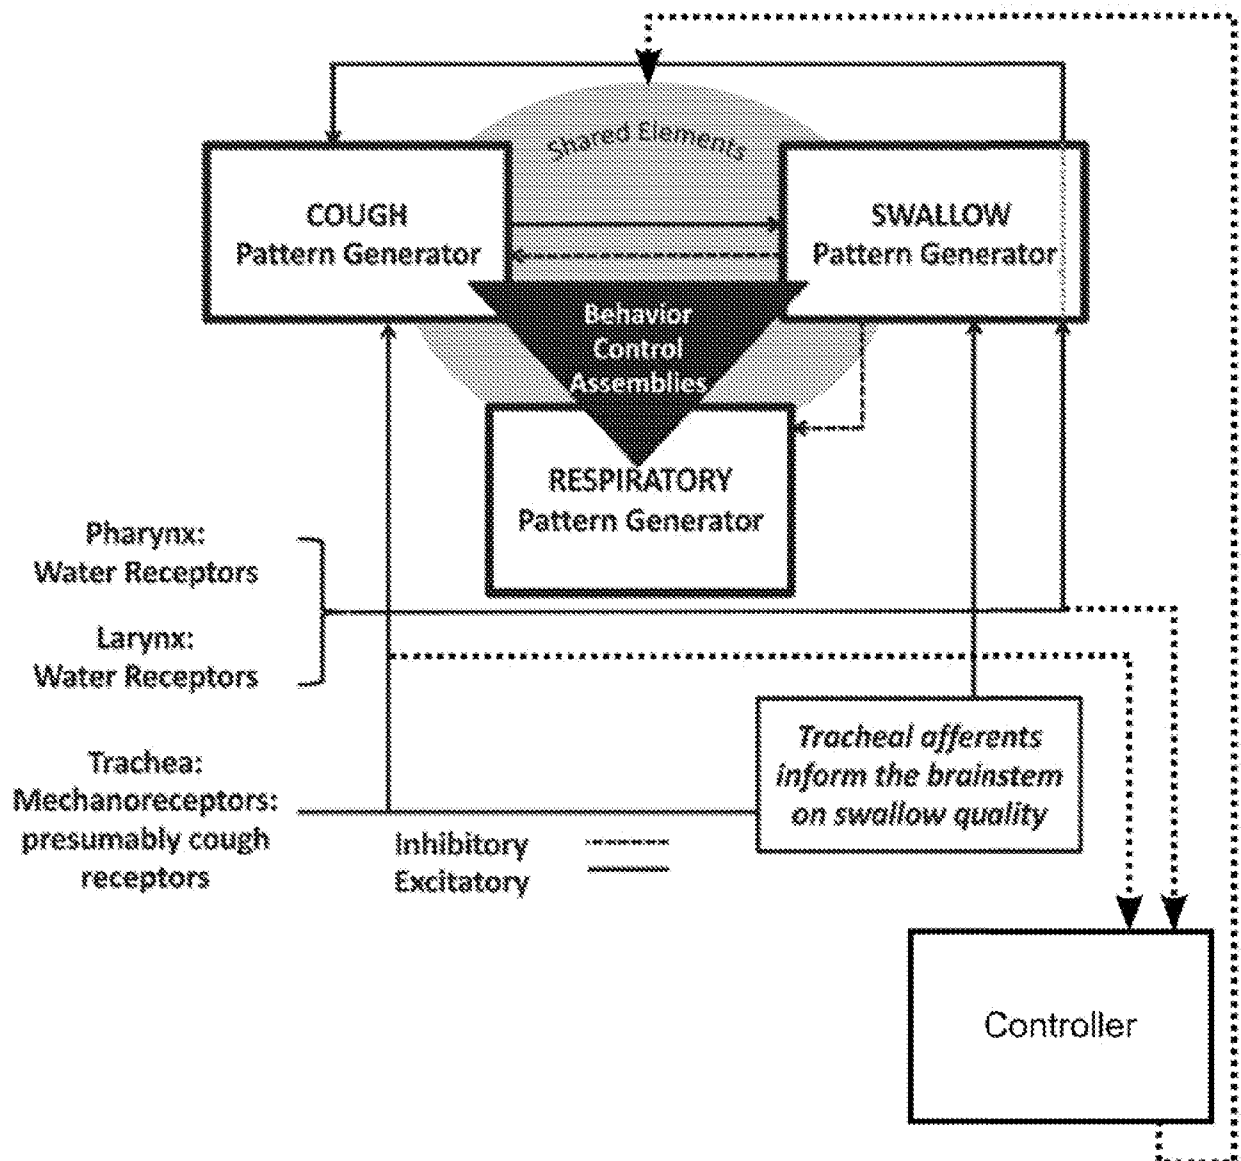 Shared Elements
COUGH
Pattern Generator
SWALLOW
Pattern Generator
Behavior
Control
Assemblies
RESPIRATORY
Pattern Generator
Pharynx:
Water Receptors
Larynx:
Water Receptors
Trachea:
Mechanoreceptors:
presumably cough
receptors
Inhibitory
Excitatory
Tracheal afferents
inform the brainstem
on swallow quality
Controller